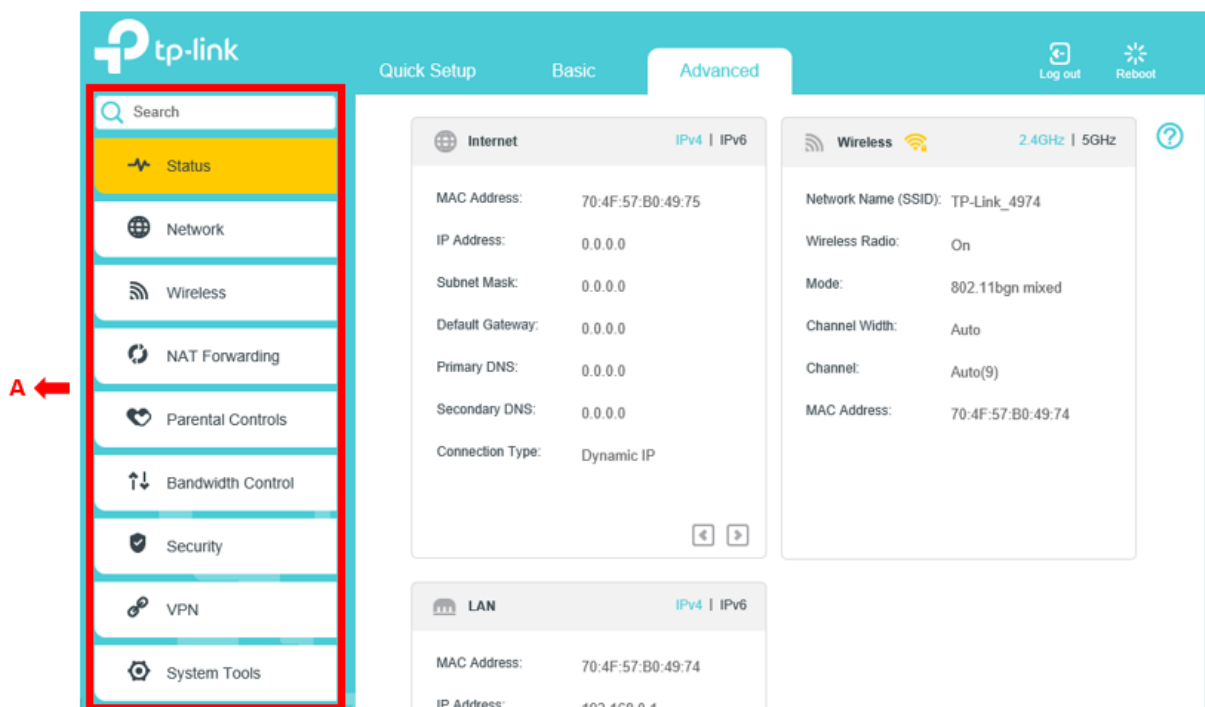 tp-link
Quick Setup Basic Advanced Log out Reboot
Search
Status
Network
Wireless
NAT Forwarding
A
Parental Controls
Bandwidth Control
Security
VPN
System Tools
Internet IPv4 | IPv6
MAC Address: 70:4F:57:B0:49:75
IP Address: 0.0.0.0
Subnet Mask: 0.0.0.0
Default Gateway: 0.0.0.0
Primary DNS: 0.0.0.0
Secondary DNS: 0.0.0.0
Connection Type: Dynamic IP
Wireless 2.4GHz | 5GHz
Network Name (SSID): TP-Link_4974
Wireless Radio: On
Mode: 802.11bgn mixed
Channel Width: Auto
Channel: Auto(9)
MAC Address: 70:4F:57:B0:49:74
LAN IPv4 | IPv6
MAC Address: 70:4F:57:B0:49:74
IP Address: